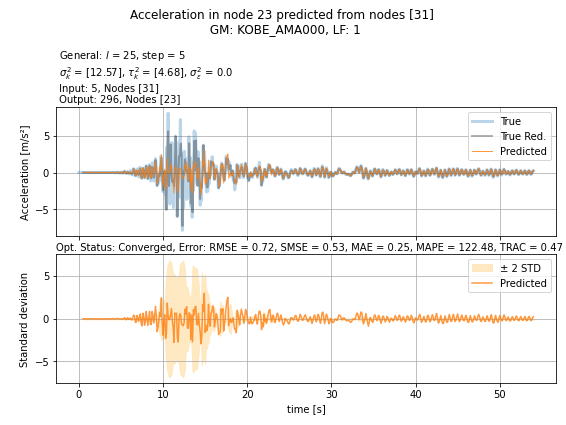 Acceleration in node 23 predicted from nodes [31]
GM: KOBE_AMA000, LF: 1
General: l = 25, step = 5
σ²ₖ = [12.57], τ²ₖ = [4.68], σ²ε = 0.0
Input: 5, Nodes [31]
Output: 296, Nodes [23]
Acceleration [m/s²]
5
0
−5
True
True Red.
Predicted
Opt. Status: Converged, Error: RMSE = 0.72, SMSE = 0.53, MAE = 0.25, MAPE = 122.48, TRAC = 0.47
Standard deviation
5
0
−5
± 2 STD
Predicted
0 10 20 30 40 50
time [s]